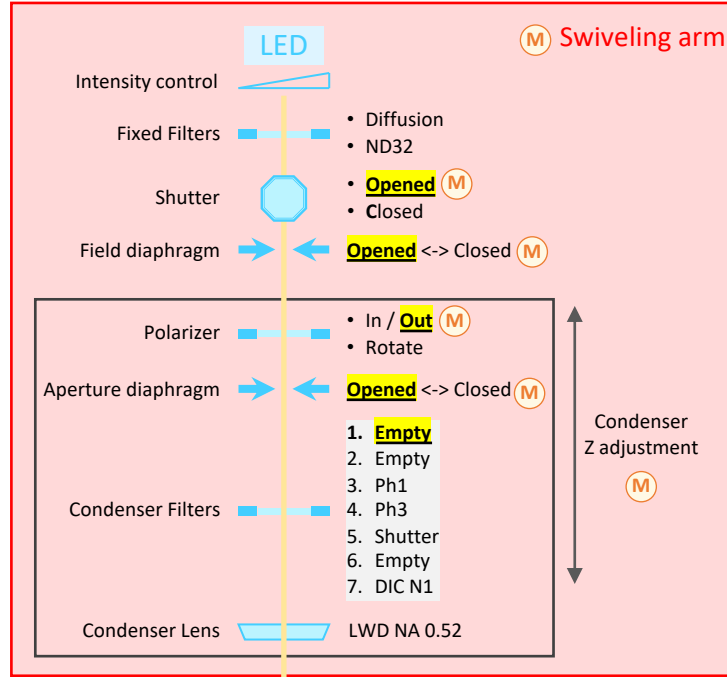 LED
M Swiveling arm
Intensity control
Fixed Filters
• Diffusion
• ND32
Shutter
• Opened M
• Closed
Field diaphragm
Opened <-> Closed M
Polarizer
• In / Out M
• Rotate
Aperture diaphragm
Opened <-> Closed M
Condenser Filters
1. Empty
2. Empty
3. Ph1
4. Ph3
5. Shutter
6. Empty
7. DIC N1
Condenser
Z adjustment
M
Condenser Lens
LWD NA 0.52